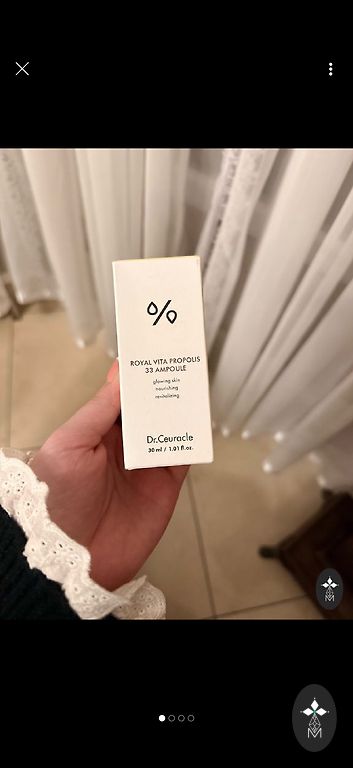 %
ROYAL VITA PROPOLIS
33 AMPOULE
glowing skin
nourishing
revitalizing
Dr.Ceuracle
30 ml / 1.01 fl.oz.